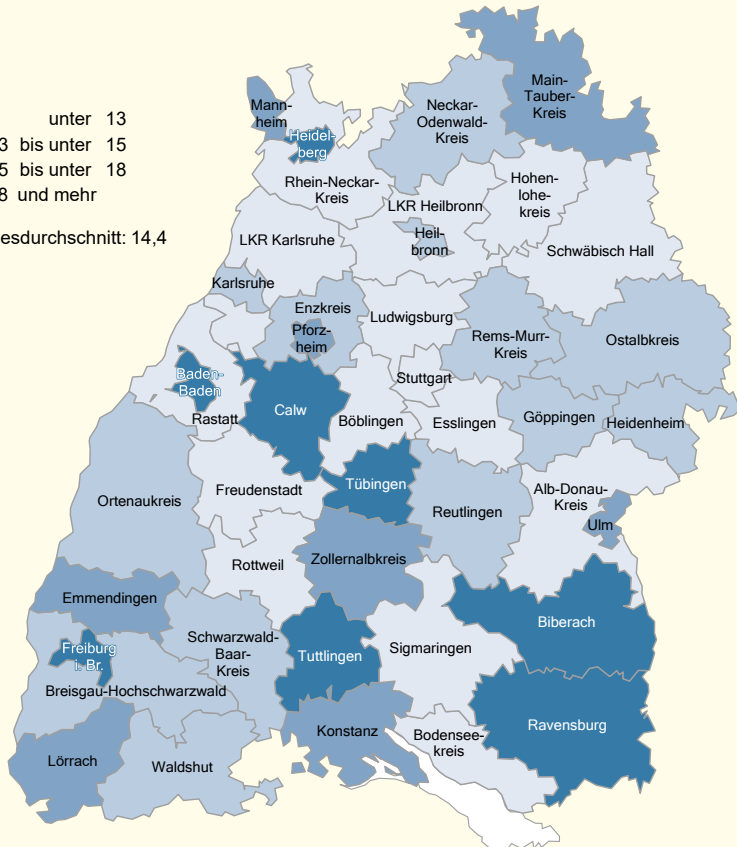 unter 13
3 bis unter 15
5 bis unter 18
8 und mehr
esdurchschnitt: 14,4
Main-
Tauber-
Kreis
Mann-
heim
Neckar-
Odenwald-
Kreis
Heidel-
berg
Rhein-Neckar-
Kreis
Hohen-
lohe-
kreis
LKR Heilbronn
Heil-
bronn
LKR Karlsruhe
Schwäbisch Hall
Karlsruhe
Enzkreis
Pforz-
heim
Ludwigsburg
Rems-Murr-
Kreis
Ostalbkreis
Baden-
Baden
Stuttgart
Rastatt
Calw
Böblingen
Esslingen
Göppingen
Heidenheim
Ortenaukreis
Freudenstadt
Tübingen
Reutlingen
Alb-Donau-
Kreis
Ulm
Rottweil
Zollernalbkreis
Emmendingen
Biberach
Freiburg
i. Br.
Schwarzwald-
Baar-
Kreis
Tuttlingen
Sigmaringen
Breisgau-Hochschwarzwald
Ravensburg
Konstanz
Bodensee-
kreis
Lörrach
Waldshut